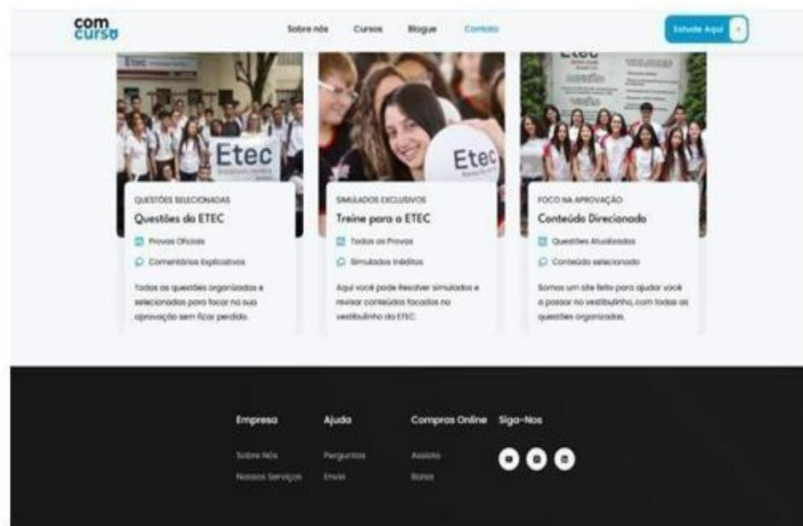 com
curso
Sobre nós Cursos Blogue Contato Estude Aqui
Etec
Etec
Etec
QUESTÕES SELECIONADAS
Questões da ETEC
Provas Oficiais
Comentários Explicativos
Todas as questões organizadas e
selecionadas para focar na sua
aprovação sem ficar perdido.
SIMULADOS EXCLUSIVOS
Treine para a ETEC
Todas as Provas
Simulados Inéditos
Aqui você pode Resolver simulados e
revisar conteúdos focados no
vestibulinho da ETEC.
FOCO NA APROVAÇÃO
Conteúdo Direcionado
Questões Atualizadas
Conteúdo selecionado
Somos um site feito para ajudar você
a passar no vestibulinho, com todas as
questões organizadas.
Empresa Ajuda Compras Online Siga-Nos
Sobre Nós Perguntas
Nossos Serviços Envio Bolsa